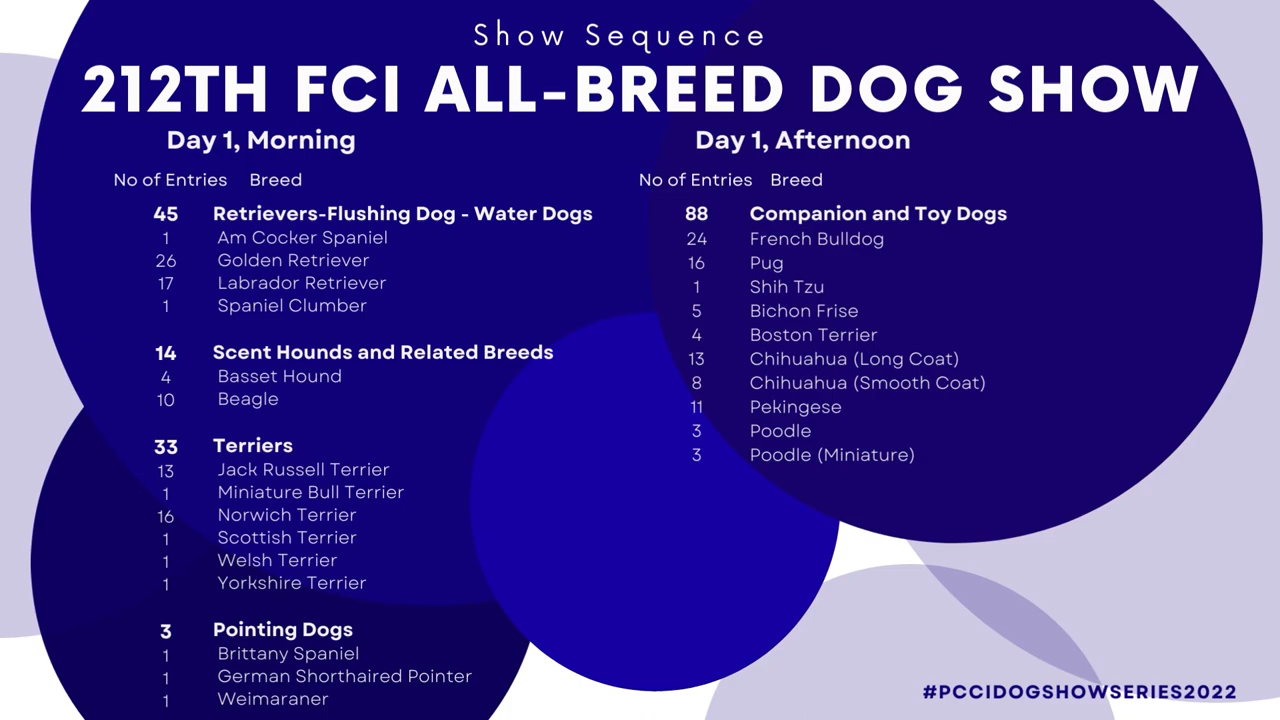 Show Sequence
212TH FCI ALL-BREED DOG SHOW
Day 1, Morning
No of Entries Breed
45 Retrievers-Flushing Dog - Water Dogs
1 Am Cocker Spaniel
26 Golden Retriever
17 Labrador Retriever
1 Spaniel Clumber
14 Scent Hounds and Related Breeds
4 Basset Hound
10 Beagle
33 Terriers
13 Jack Russell Terrier
1 Miniature Bull Terrier
16 Norwich Terrier
1 Scottish Terrier
1 Welsh Terrier
1 Yorkshire Terrier
3 Pointing Dogs
1 Brittany Spaniel
1 German Shorthaired Pointer
1 Weimaraner
Day 1, Afternoon
No of Entries Breed
88 Companion and Toy Dogs
24 French Bulldog
16 Pug
1 Shih Tzu
5 Bichon Frise
4 Boston Terrier
13 Chihuahua (Long Coat)
8 Chihuahua (Smooth Coat)
11 Pekingese
3 Poodle
3 Poodle (Miniature)
#PCCIDOGSHOWSERIES2022